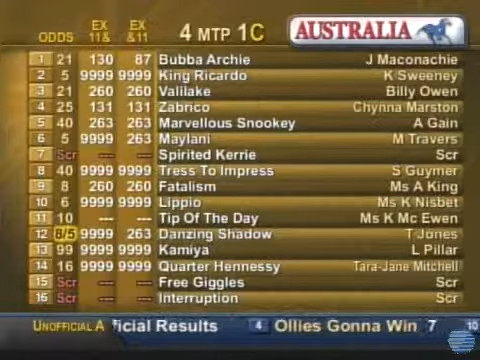 ODDS EX 11& EX &11 4 MTP 1C AUSTRALIA
1 21 130 87 Bubba Archie J Maconachie
2 5 9999 9999 King Ricardo K Sweeney
3 21 260 260 Valilake Billy Owen
4 25 131 131 Zabrico Chynna Marston
5 40 263 263 Marvellous Snookey A Gain
6 5 9999 263 Maylani M Travers
7 Scr --- --- Spirited Kerrie Scr
8 40 9999 9999 Tress To Impress S Guymer
9 8 260 260 Fatalism Ms A King
10 6 9999 9999 Lippio Ms K Nisbet
11 10 --- --- Tip Of The Day Ms K Mc Ewen
12 8/5 9999 263 Danzing Shadow T Jones
13 99 9999 9999 Kamiya L Pillar
14 16 9999 9999 Quarter Hennessy Tara-Jane Mitchell
15 Scr --- --- Free Giggles Scr
16 Scr --- --- Interruption Scr
UNOFFICIAL A ficial Results 4 Ollies Gonna Win 7 10